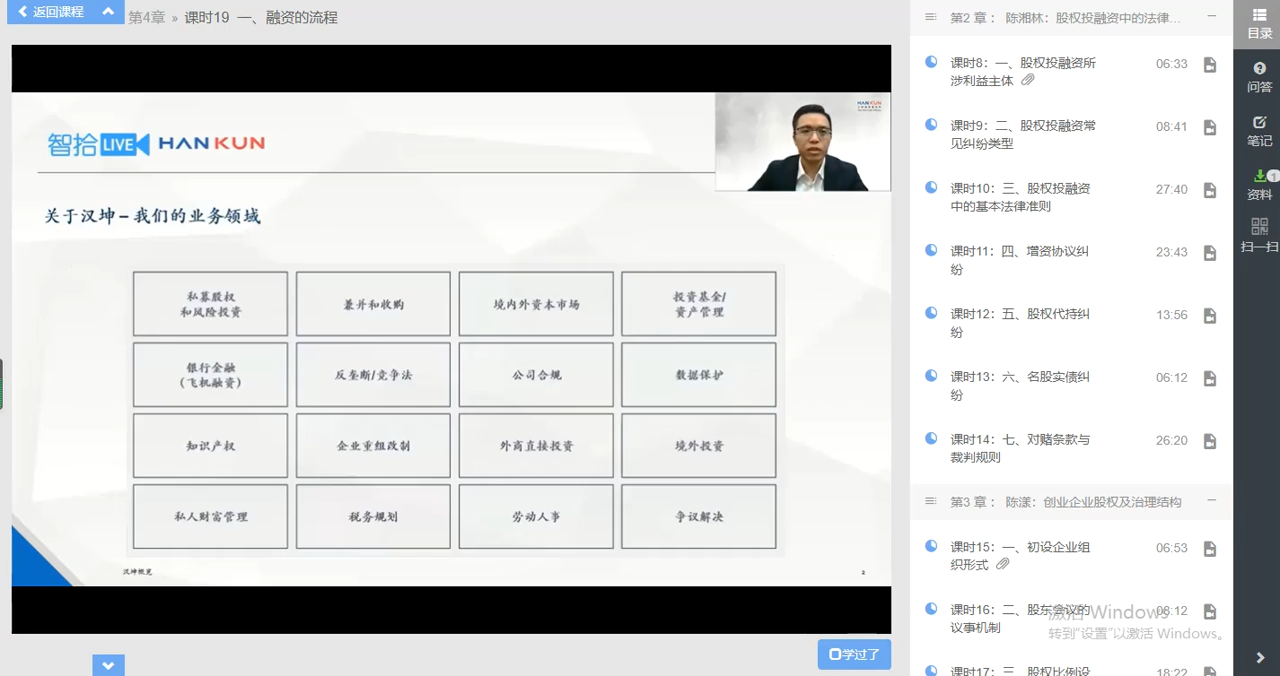 返回课程
第4章 » 课时19 一、融资的流程
智拾LIVE HANKUN
HANKUN
关于汉坤 – 我们的业务领域
私募股权
和风险投资
兼并和收购
境内外资本市场
投资基金/
资产管理
银行金融
（飞机融资）
反垄断/竞争法
公司合规
数据保护
知识产权
企业重组改制
外商直接投资
境外投资
私人财富管理
税务规划
劳动人事
争议解决
汉坤概览
2
学过了
第2章： 陈湘林：股权投融资中的法律...
课时8：一、股权投融资所
涉利益主体
06:33
课时9：二、股权投融资常
见纠纷类型
08:41
课时10：三、股权投融资
中的基本法律准则
27:40
课时11：四、增资协议纠
纷
23:43
课时12：五、股权代持纠
纷
13:56
课时13：六、名股实债纠
纷
06:12
课时14：七、对赌条款与
裁判规则
26:20
第3章： 陈漾：创业企业股权及治理结构
课时15：一、初设企业组
织形式
06:53
课时16：二、股东会议的
议事机制
08:12
课时17：三、股权比例设
18:22
激活 Windows
转到“设置”以激活 Windows。
目录
问答
笔记
1
资料
扫一扫